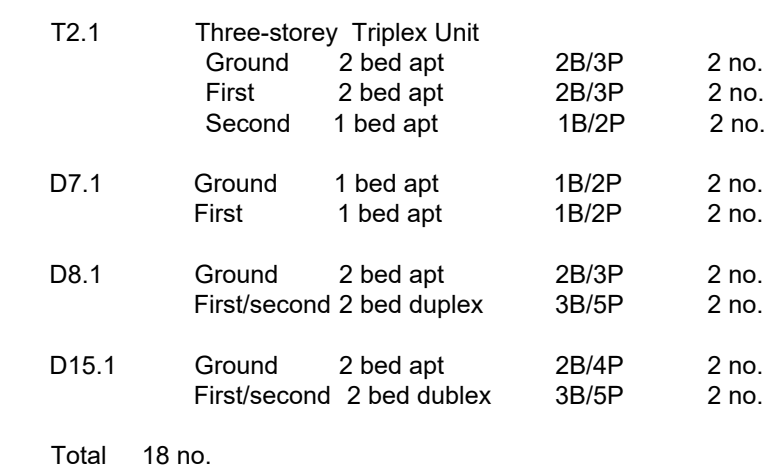 T2.1 Three-storey Triplex Unit
Ground 2 bed apt 2B/3P 2 no.
First 2 bed apt 2B/3P 2 no.
Second 1 bed apt 1B/2P 2 no.
D7.1 Ground 1 bed apt 1B/2P 2 no.
First 1 bed apt 1B/2P 2 no.
D8.1 Ground 2 bed apt 2B/3P 2 no.
First/second 2 bed duplex 3B/5P 2 no.
D15.1 Ground 2 bed apt 2B/4P 2 no.
First/second 2 bed dublex 3B/5P 2 no.
Total 18 no.